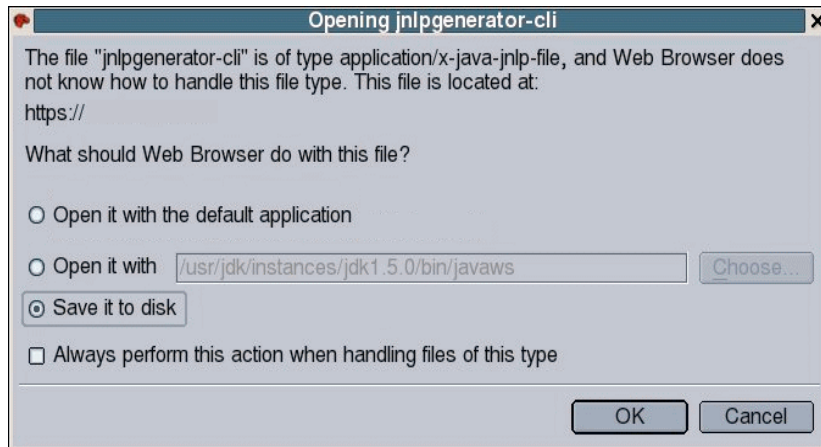 Opening jnlpgenerator-cli
The file "jnlpgenerator-cli" is of type application/x-java-jnlp-file, and Web Browser does
not know how to handle this file type. This file is located at:
https://
What should Web Browser do with this file?
Open it with the default application
Open it with /usr/jdk/instances/jdk1.5.0/bin/javaws Choose...
Save it to disk
Always perform this action when handling files of this type
OK Cancel